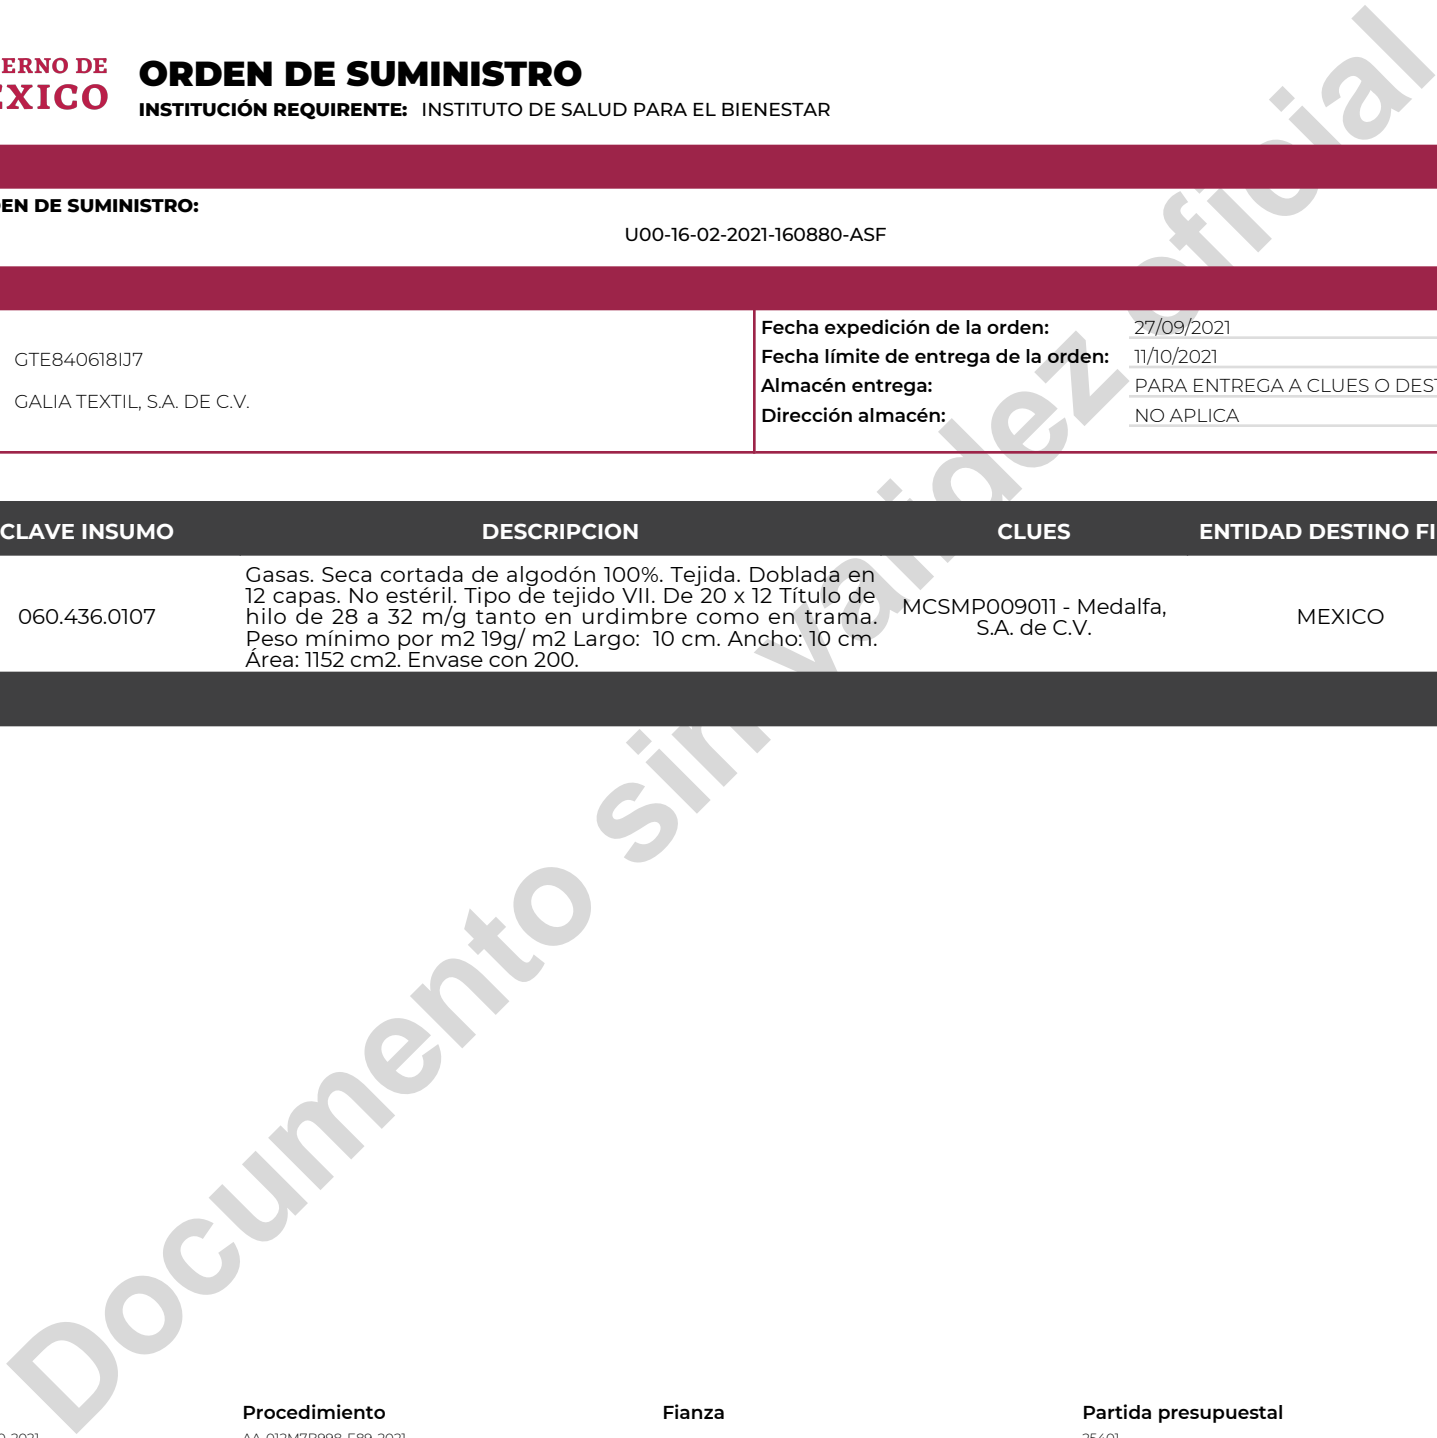 ERNO DE
EXICO
ORDEN DE SUMINISTRO
INSTITUCIÓN REQUIRENTE: INSTITUTO DE SALUD PARA EL BIENESTAR
EN DE SUMINISTRO:
U00-16-02-2021-160880-ASF
GTE840618IJ7
GALIA TEXTIL, S.A. DE C.V.
Fecha expedición de la orden: 27/09/2021
Fecha límite de entrega de la orden: 11/10/2021
Almacén entrega: PARA ENTREGA A CLUES O DEST
Dirección almacén: NO APLICA
CLAVE INSUMO DESCRIPCION CLUES ENTIDAD DESTINO FI
060.436.0107
Gasas. Seca cortada de algodón 100%. Tejida. Doblada en
12 capas. No estéril. Tipo de tejido VII. De 20 x 12 Título de
hilo de 28 a 32 m/g tanto en urdimbre como en trama.
Peso mínimo por m2 19g/ m2 Largo: 10 cm. Ancho: 10 cm.
Área: 1152 cm2. Envase con 200.
MCSMP009011 - Medalfa,
S.A. de C.V.
MEXICO
Documento sin validez oficial
Procedimiento Fianza Partida presupuestal